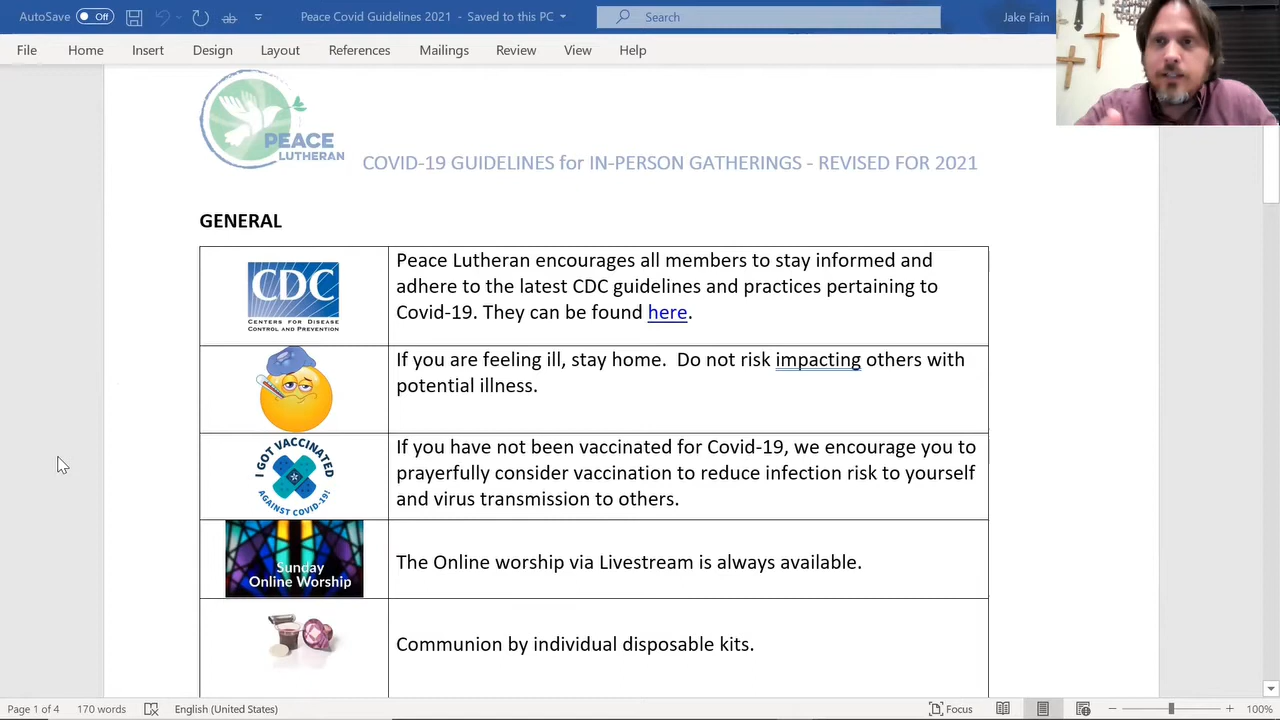 AutoSave Off Peace Covid Guidelines 2021 - Saved to this PC Search Jake Fain
File Home Insert Design Layout References Mailings Review View Help
PEACE
LUTHERAN
COVID-19 GUIDELINES for IN-PERSON GATHERINGS - REVISED FOR 2021
GENERAL
CDC
CENTERS FOR DISEASE
CONTROL AND PREVENTION
Peace Lutheran encourages all members to stay informed and
adhere to the latest CDC guidelines and practices pertaining to
Covid-19. They can be found here.
If you are feeling ill, stay home.  Do not risk impacting others with
potential illness.
I GOT VACCINATED
AGAINST COVID-19!
If you have not been vaccinated for Covid-19, we encourage you to
prayerfully consider vaccination to reduce infection risk to yourself
and virus transmission to others.
Sunday
Online Worship
The Online worship via Livestream is always available.
Communion by individual disposable kits.
Page 1 of 4 170 words English (United States) Focus 100%